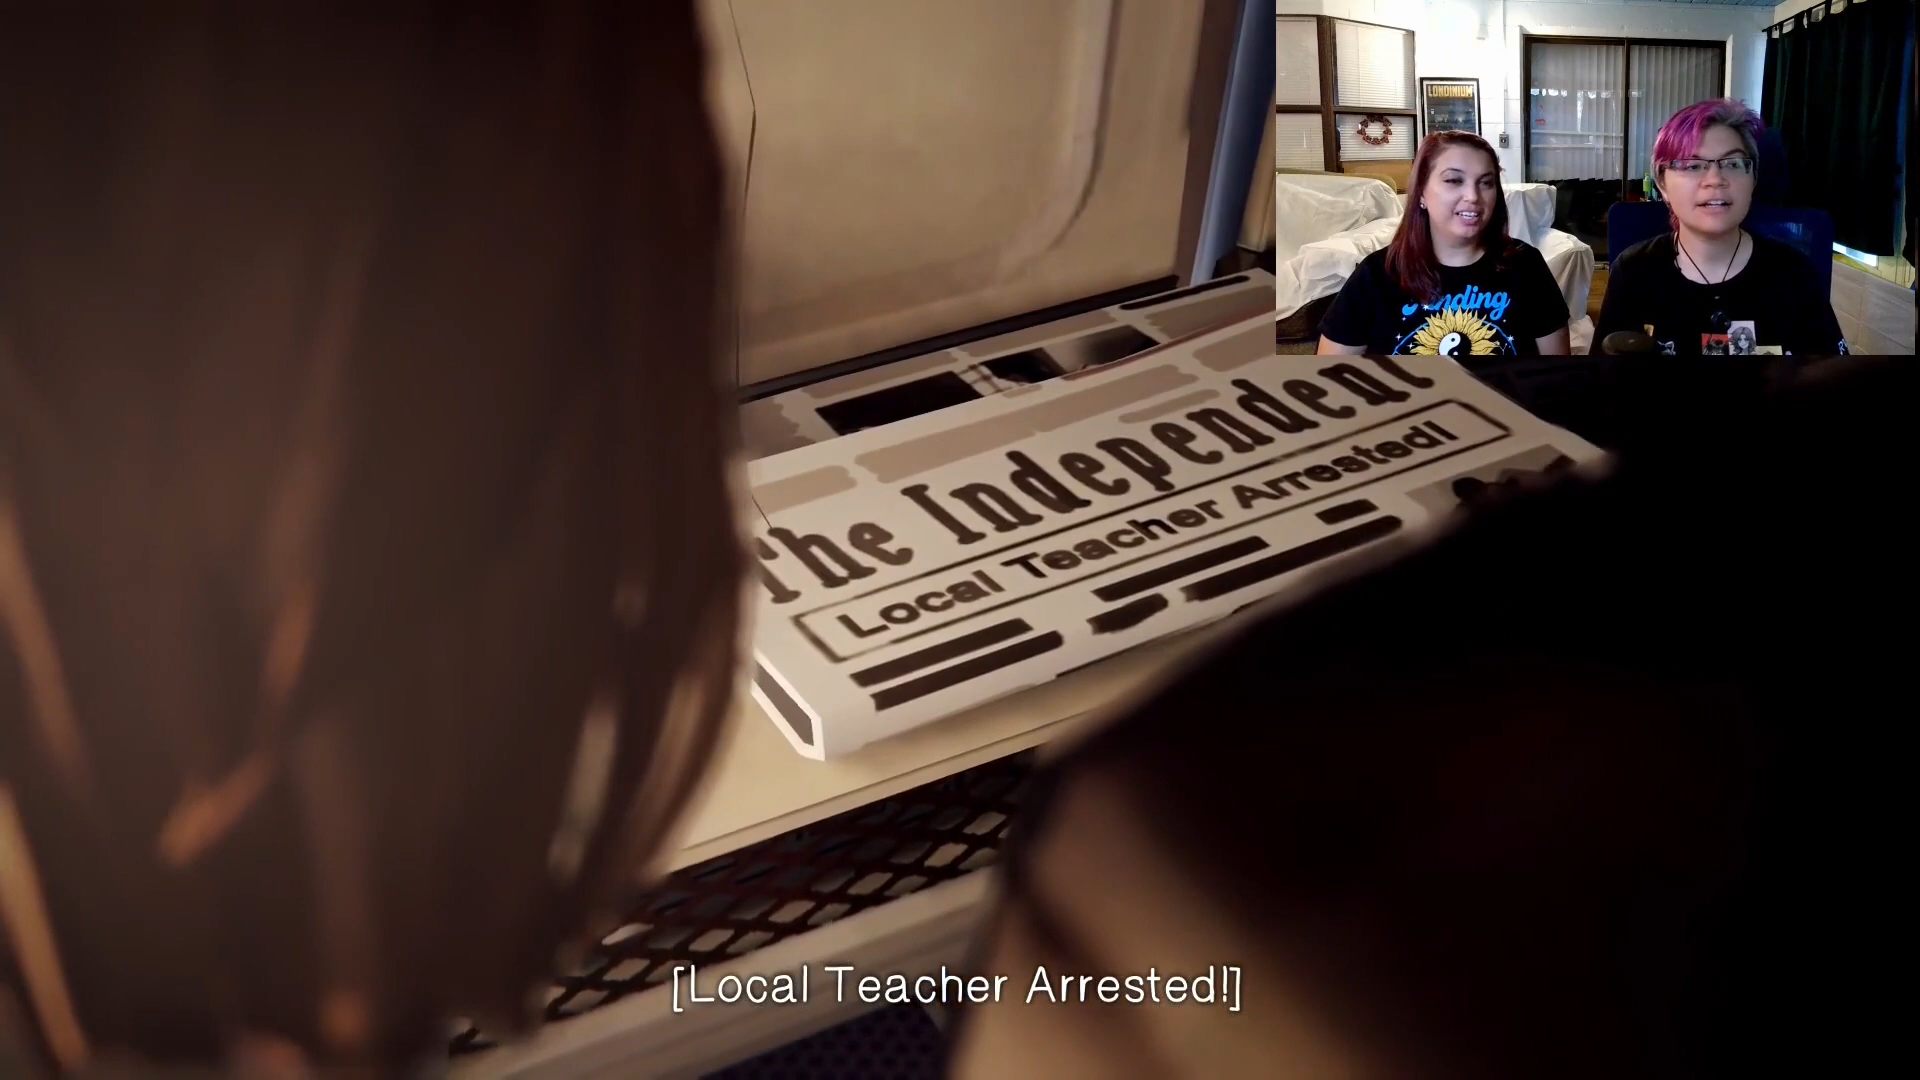 LONDINIUM
The Independent
Local Teacher Arrested!
[Local Teacher Arrested!]